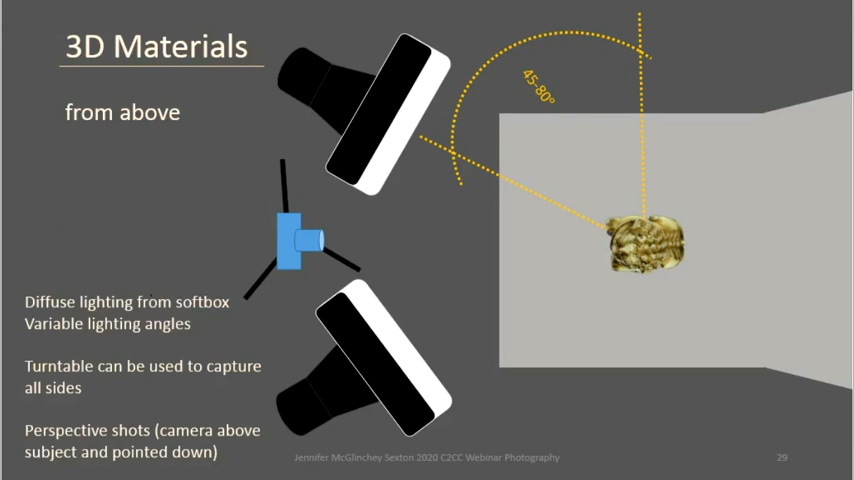 3D Materials
from above
45-80°
Diffuse lighting from softbox
Variable lighting angles
Turntable can be used to capture
all sides
Perspective shots (camera above
subject and pointed down)
Jennifer McGlinchey Sexton 2020 C2CC Webinar Photography
29